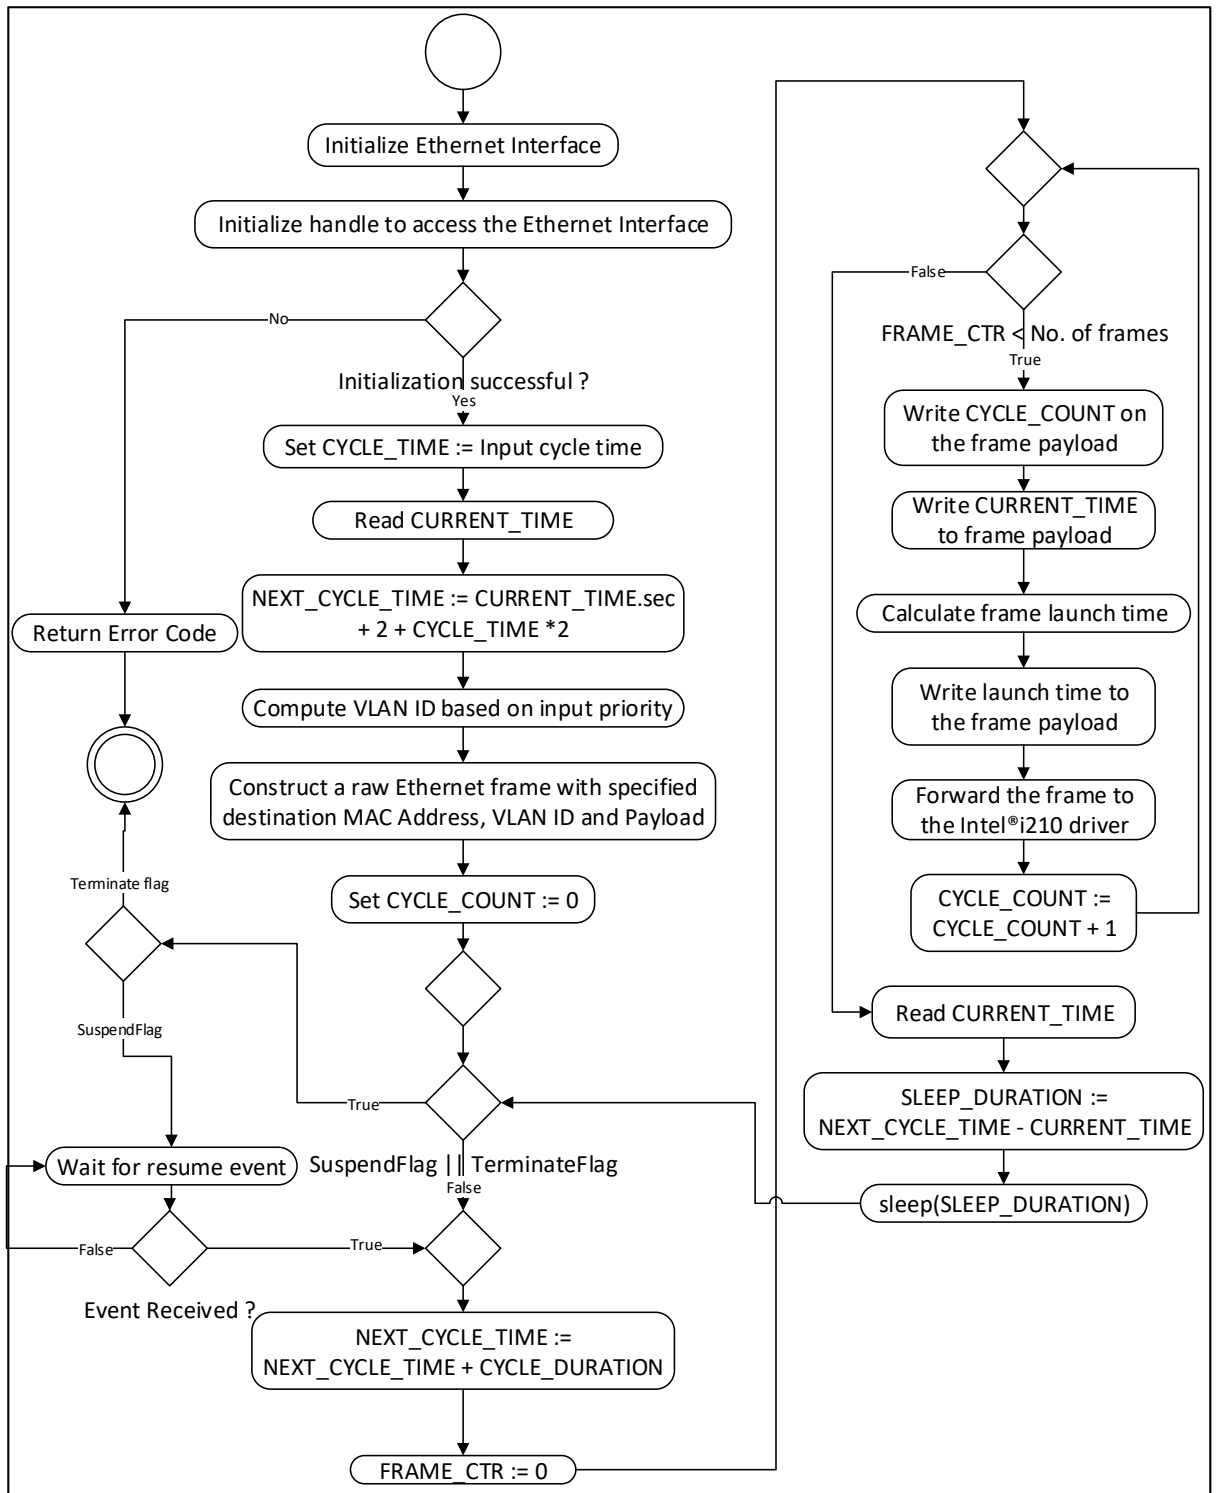 Initialize Ethernet Interface
Initialize handle to access the Ethernet Interface
No
Initialization successful ?
Yes
Set CYCLE_TIME := Input cycle time
Read CURRENT_TIME
NEXT_CYCLE_TIME := CURRENT_TIME.sec
+ 2 + CYCLE_TIME *2
Return Error Code
Compute VLAN ID based on input priority
Construct a raw Ethernet frame with specified
destination MAC Address, VLAN ID and Payload
Terminate flag
Set CYCLE_COUNT := 0
SuspendFlag
True
Wait for resume event
SuspendFlag || TerminateFlag
False
False
True
Event Received ?
NEXT_CYCLE_TIME :=
NEXT_CYCLE_TIME + CYCLE_DURATION
FRAME_CTR := 0
False
FRAME_CTR < No. of frames
True
Write CYCLE_COUNT on
the frame payload
Write CURRENT_TIME
to frame payload
Calculate frame launch time
Write launch time to
the frame payload
Forward the frame to
the Intel®i210 driver
CYCLE_COUNT :=
CYCLE_COUNT + 1
Read CURRENT_TIME
SLEEP_DURATION :=
NEXT_CYCLE_TIME - CURRENT_TIME
sleep(SLEEP_DURATION)